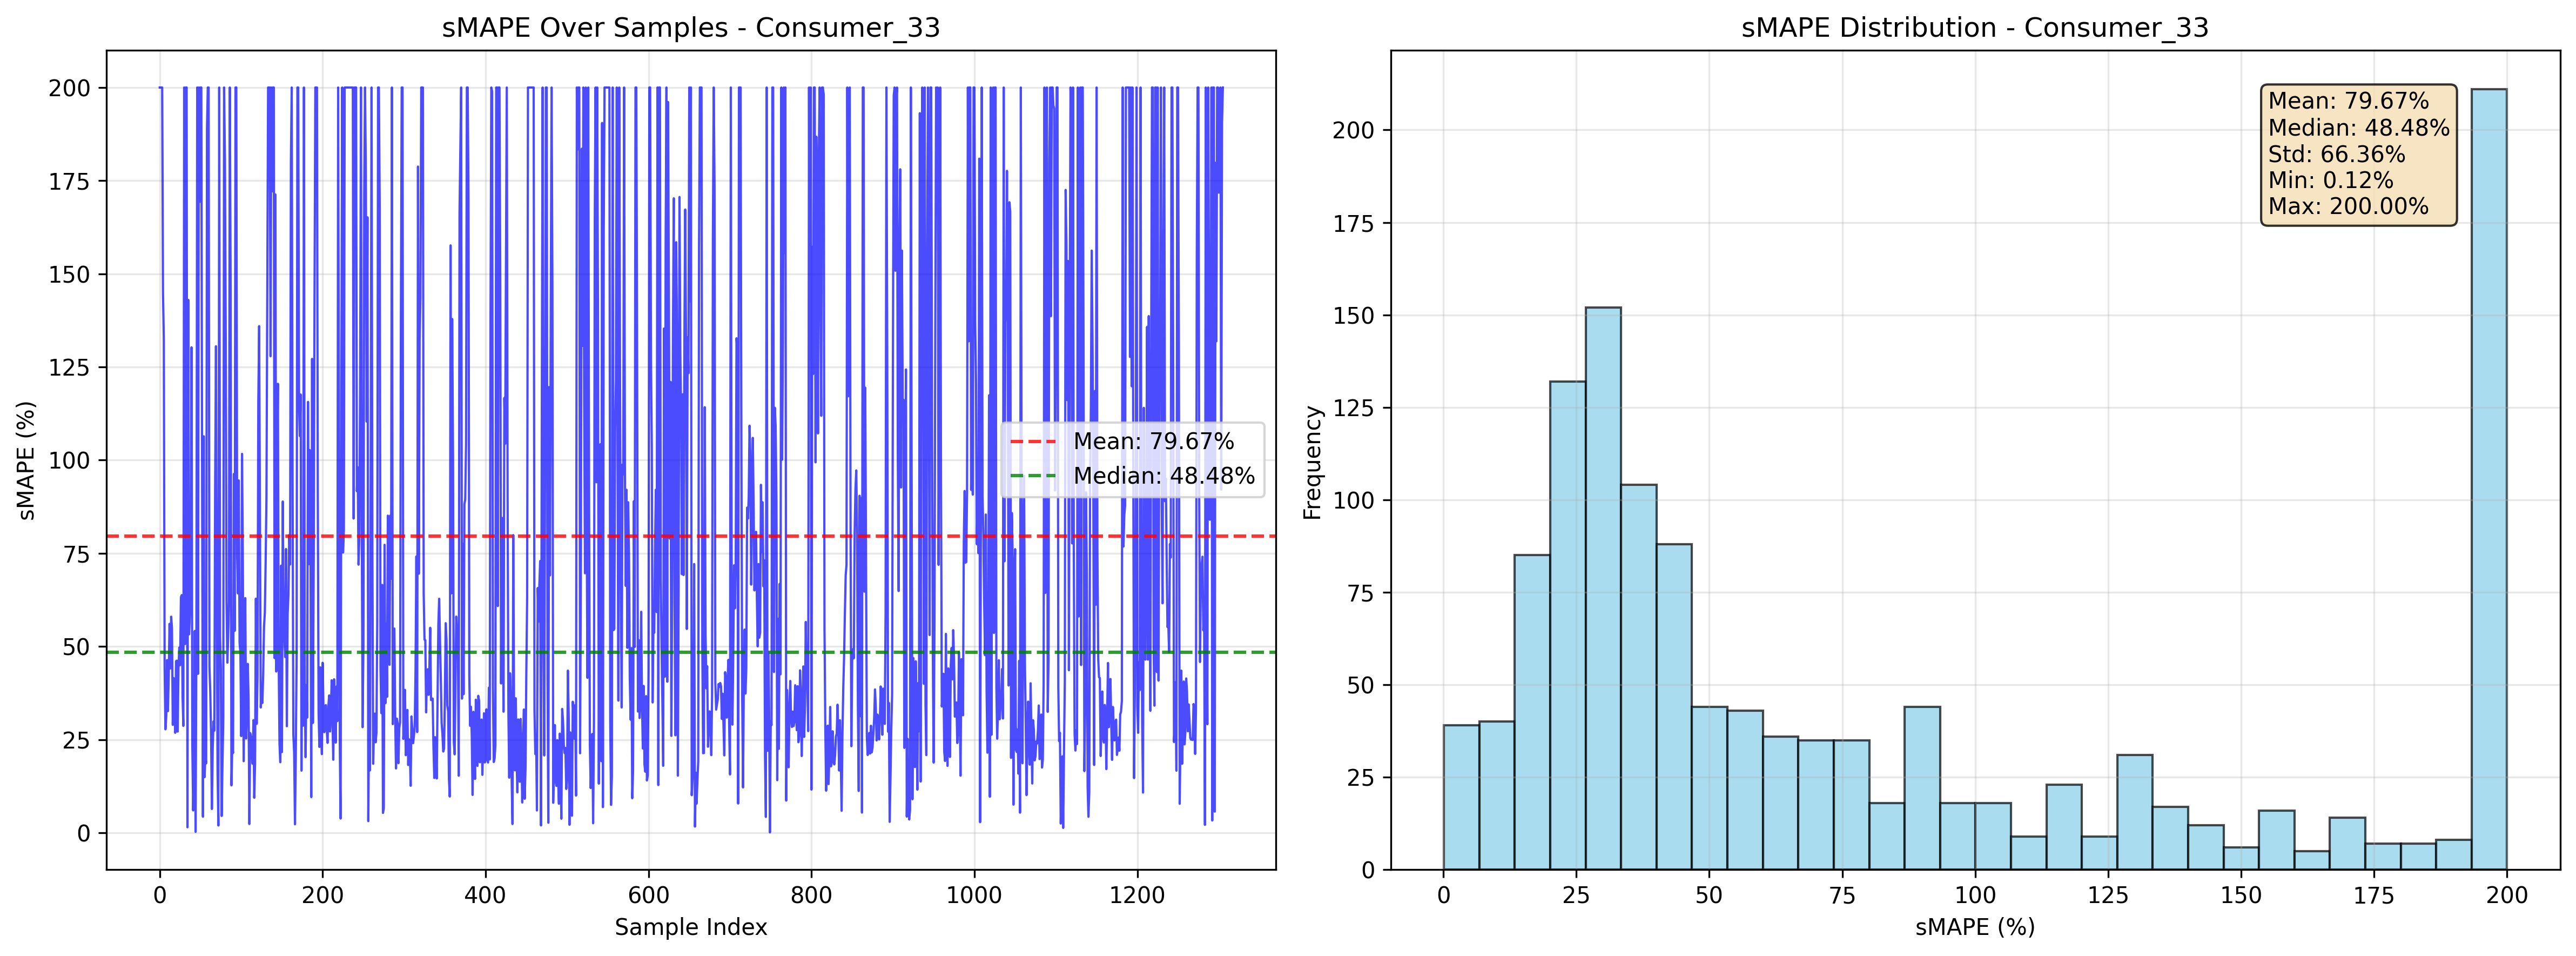 sMAPE Over Samples - Consumer_33
200
175
150
125
100
75
50
25
0
sMAPE (%)
Mean: 79.67%
Median: 48.48%
0 200 400 600 800 1000 1200
Sample Index
sMAPE Distribution - Consumer_33
200
175
150
125
100
75
50
25
0
Frequency
Mean: 79.67%
Median: 48.48%
Std: 66.36%
Min: 0.12%
Max: 200.00%
0 25 50 75 100 125 150 175 200
sMAPE (%)